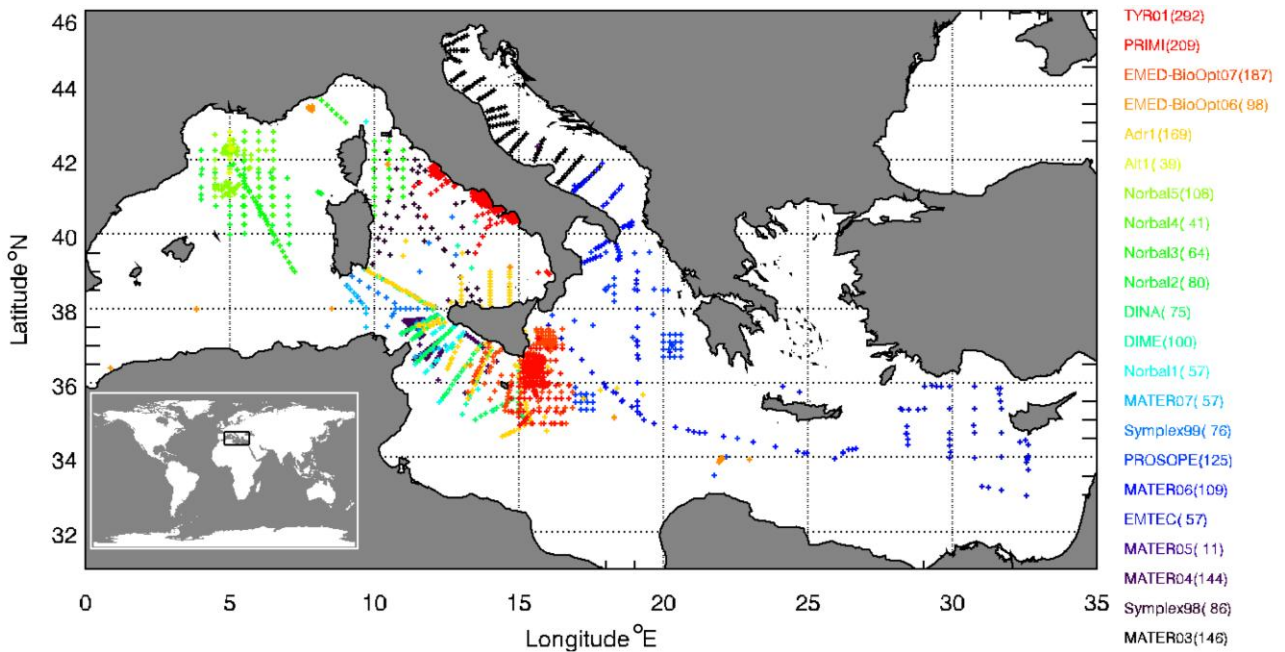 46
44
42
40
38
36
34
32
Latitude°N
0 5 10 15 20 25 30 35
Longitude°E
TYR01(292)
PRIMI(209)
EMED-BioOpt07(187)
EMED-BioOpt06( 98)
Adr1(169)
Alt1( 39)
Norbal5(108)
Norbal4( 41)
Norbal3( 64)
Norbal2( 80)
DINA( 75)
DIME(100)
Norbal1( 57)
MATER07( 57)
Symplex99( 76)
PROSOPE(125)
MATER06(109)
EMTEC( 57)
MATER05( 11)
MATER04(144)
Symplex98( 86)
MATER03(146)